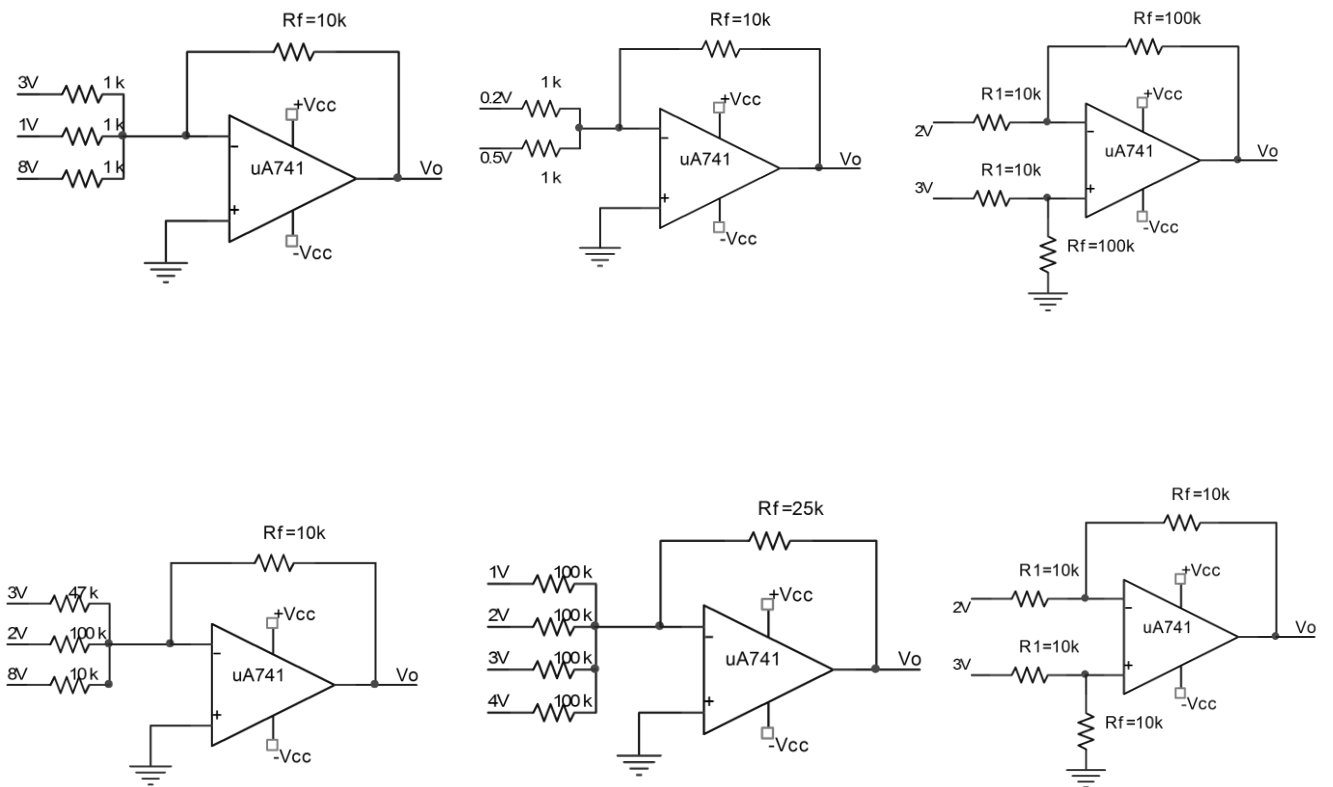 Rf=10k
3V 1k
1V 1k
8V 1k
+Vcc
-
uA741
+
-Vcc
Vo
Rf=10k
1k
0.2V
0.5V
1k
+Vcc
-
uA741
+
-Vcc
Vo
Rf=100k
R1=10k
2V
R1=10k
3V
+Vcc
-
uA741
+
-Vcc
Vo
Rf=100k
Rf=10k
3V 47k
2V 100k
8V 10k
+Vcc
-
uA741
+
-Vcc
Vo
Rf=25k
1V 100k
2V 100k
3V 100k
4V 100k
+Vcc
-
uA741
+
-Vcc
Vo
Rf=10k
R1=10k
2V
R1=10k
3V
+Vcc
-
uA741
+
-Vcc
Vo
Rf=10k